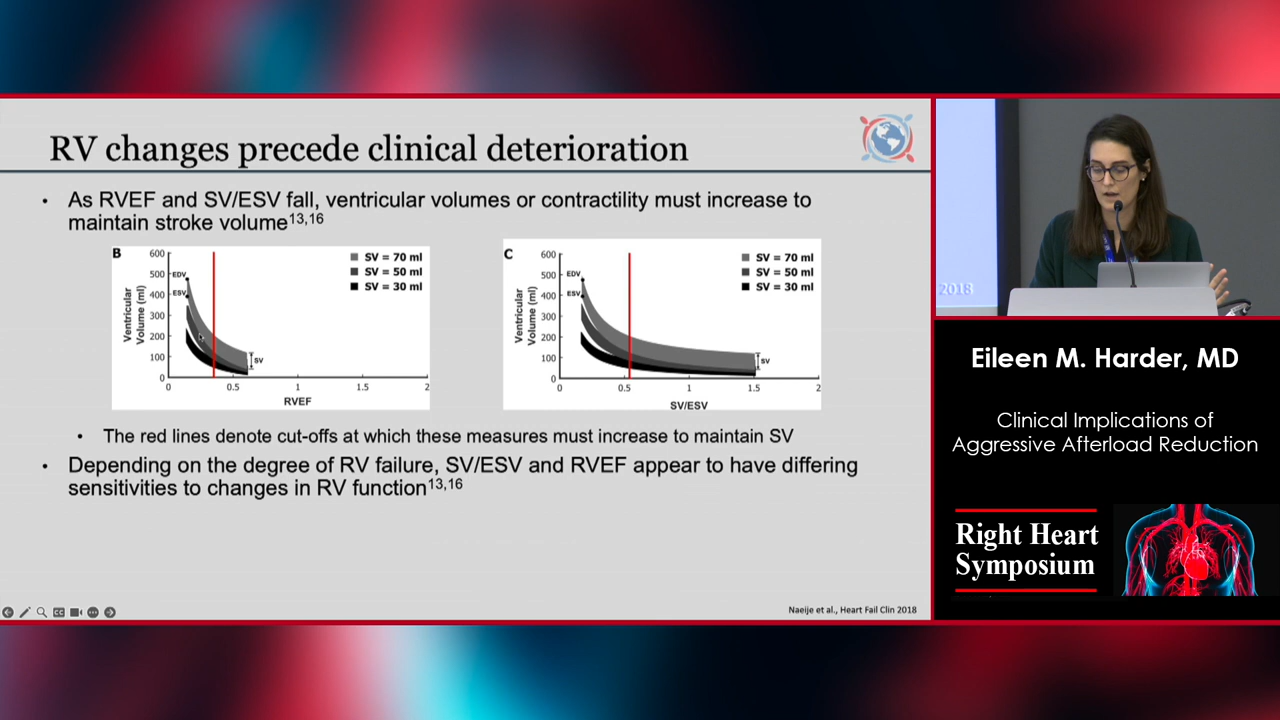 RV changes precede clinical deterioration
• As RVEF and SV/ESV fall, ventricular volumes or contractility must increase to
maintain stroke volume13,16
B
600
500
400
300
200
100
0
EDV
ESV
Ventricular
Volume (ml)
SV = 70 ml
SV = 50 ml
SV = 30 ml
SV
0 0.5 1 1.5 2
RVEF
C
600
500
400
300
200
100
0
EDV
ESV
Ventricular
Volume (ml)
SV = 70 ml
SV = 50 ml
SV = 30 ml
SV
0 0.5 1 1.5 2
SV/ESV
• The red lines denote cut-offs at which these measures must increase to maintain SV
• Depending on the degree of RV failure, SV/ESV and RVEF appear to have differing
sensitivities to changes in RV function13,16
CC
Naeije et al., Heart Fail Clin 2018
2018
Eileen M. Harder, MD
Clinical Implications of
Aggressive Afterload Reduction
Right Heart
Symposium